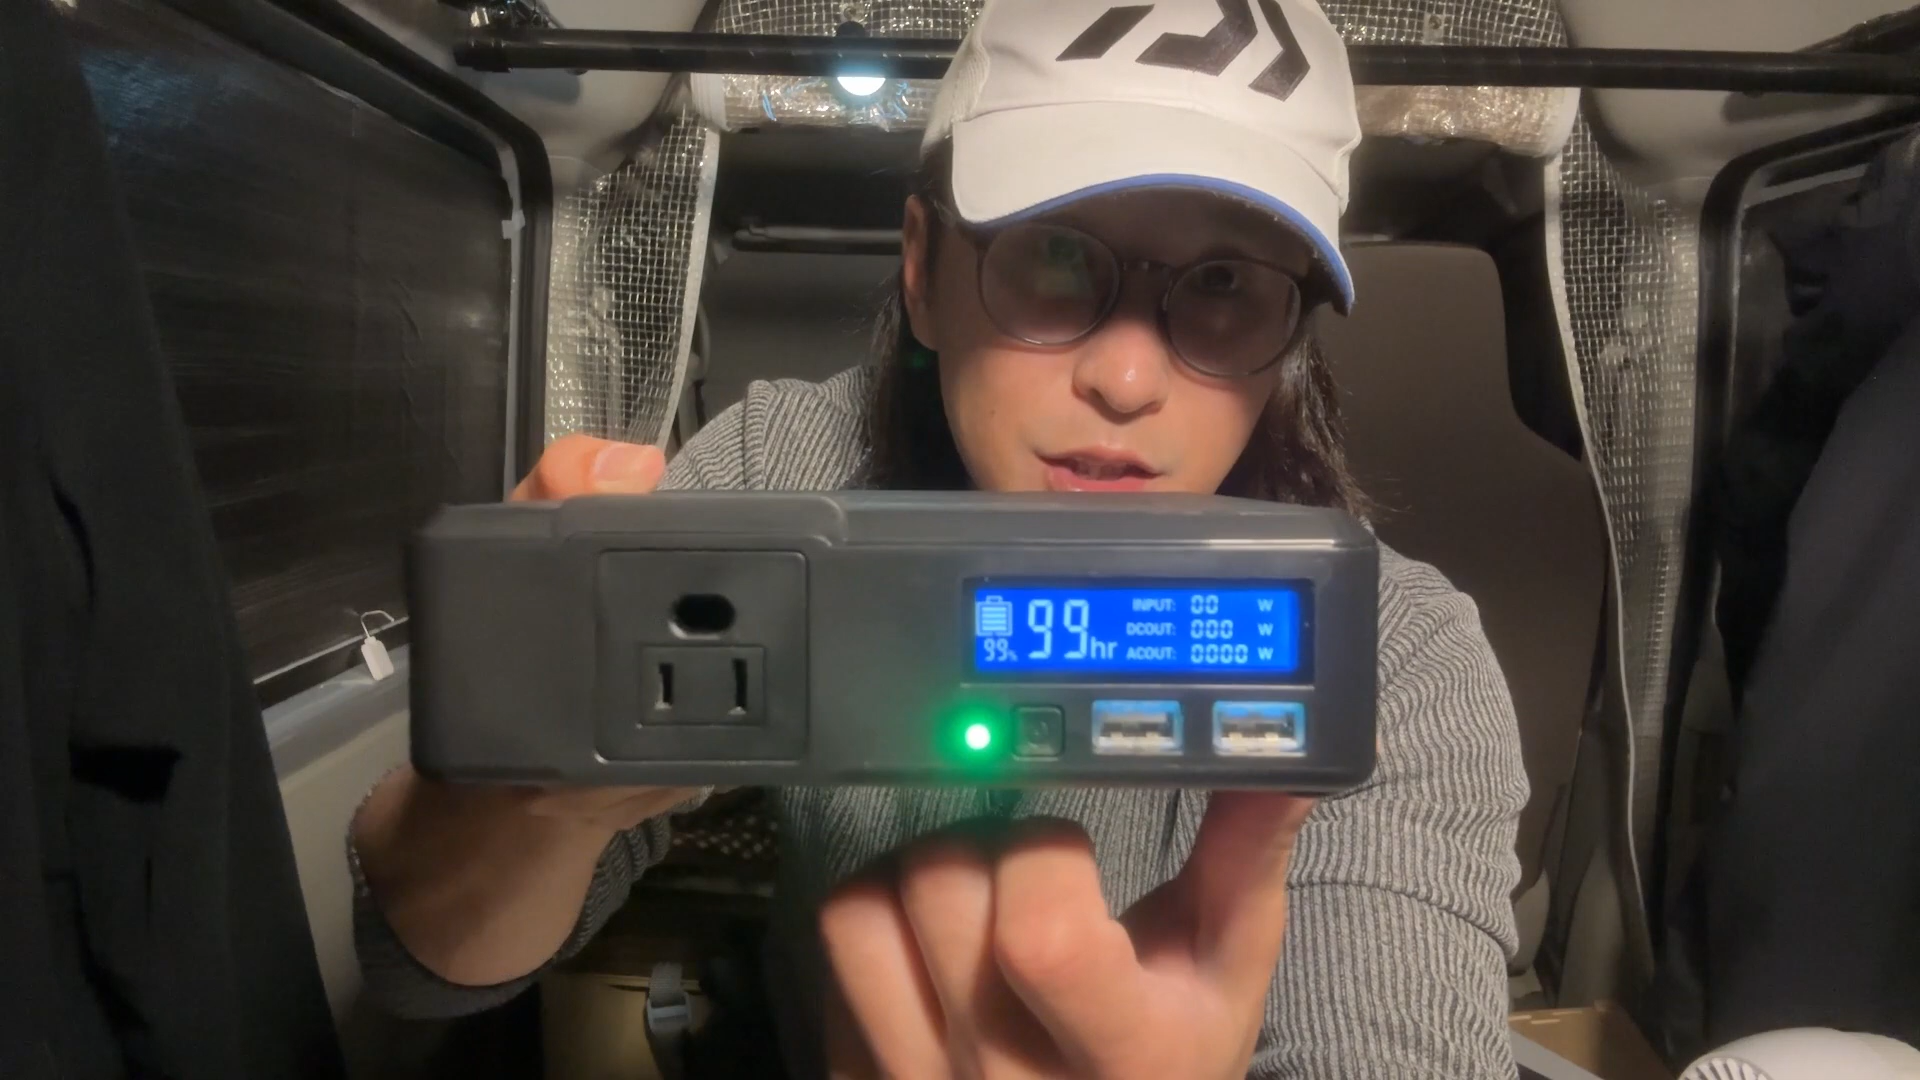 99hr
99%
INPUT: 00 W
DCOUT: 000 W
ACOUT: 0000 W